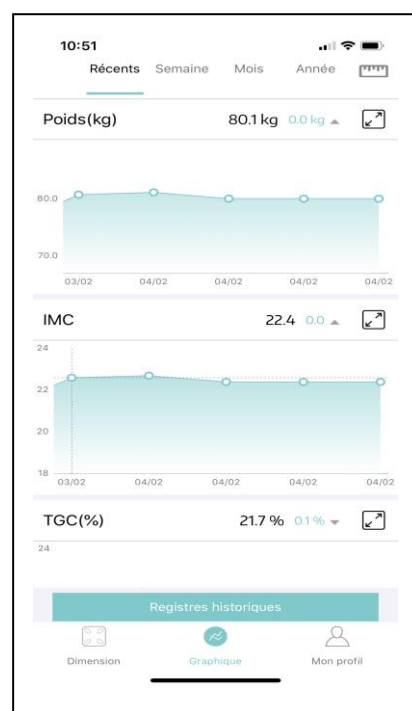 10:51
Récents Semaine Mois Année
Poids(kg) 80.1 kg 0.0 kg
80.0
70.0
03/02 04/02 04/02 04/02 04/02
IMC 22.4 0.0
24
22
20
18
03/02 04/02 04/02 04/02 04/02
TGC(%) 21.7 % 0.1 %
24
Registres historiques
Dimension Graphique Mon profil